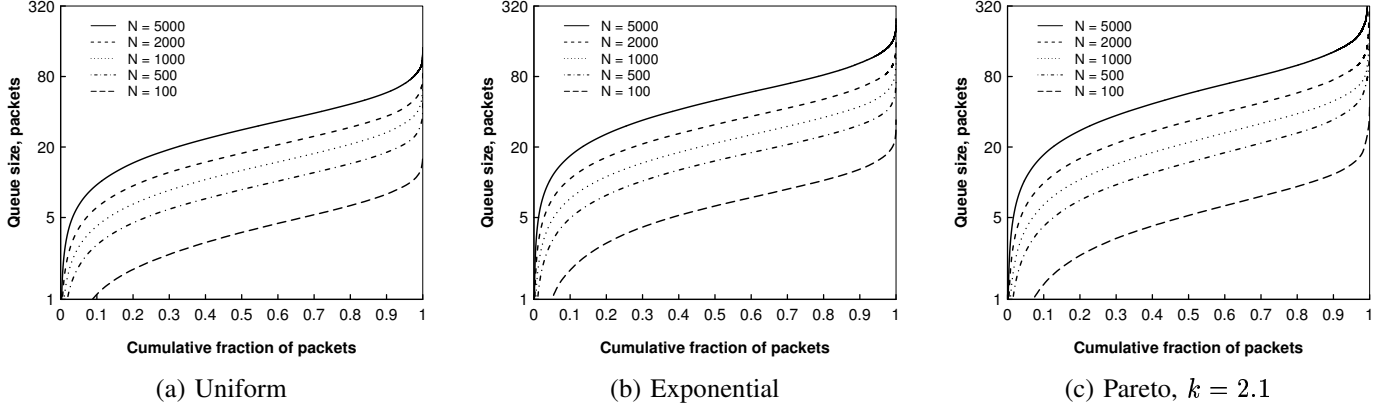 320
80
20
5
1
Queue size, packets
N = 5000
N = 2000
N = 1000
N = 500
N = 100
0 0.1 0.2 0.3 0.4 0.5 0.6 0.7 0.8 0.9 1
Cumulative fraction of packets
(a) Uniform
320
80
20
5
1
Queue size, packets
N = 5000
N = 2000
N = 1000
N = 500
N = 100
0 0.1 0.2 0.3 0.4 0.5 0.6 0.7 0.8 0.9 1
Cumulative fraction of packets
(b) Exponential
320
80
20
5
1
Queue size, packets
N = 5000
N = 2000
N = 1000
N = 500
N = 100
0 0.1 0.2 0.3 0.4 0.5 0.6 0.7 0.8 0.9 1
Cumulative fraction of packets
(c) Pareto, k = 2.1